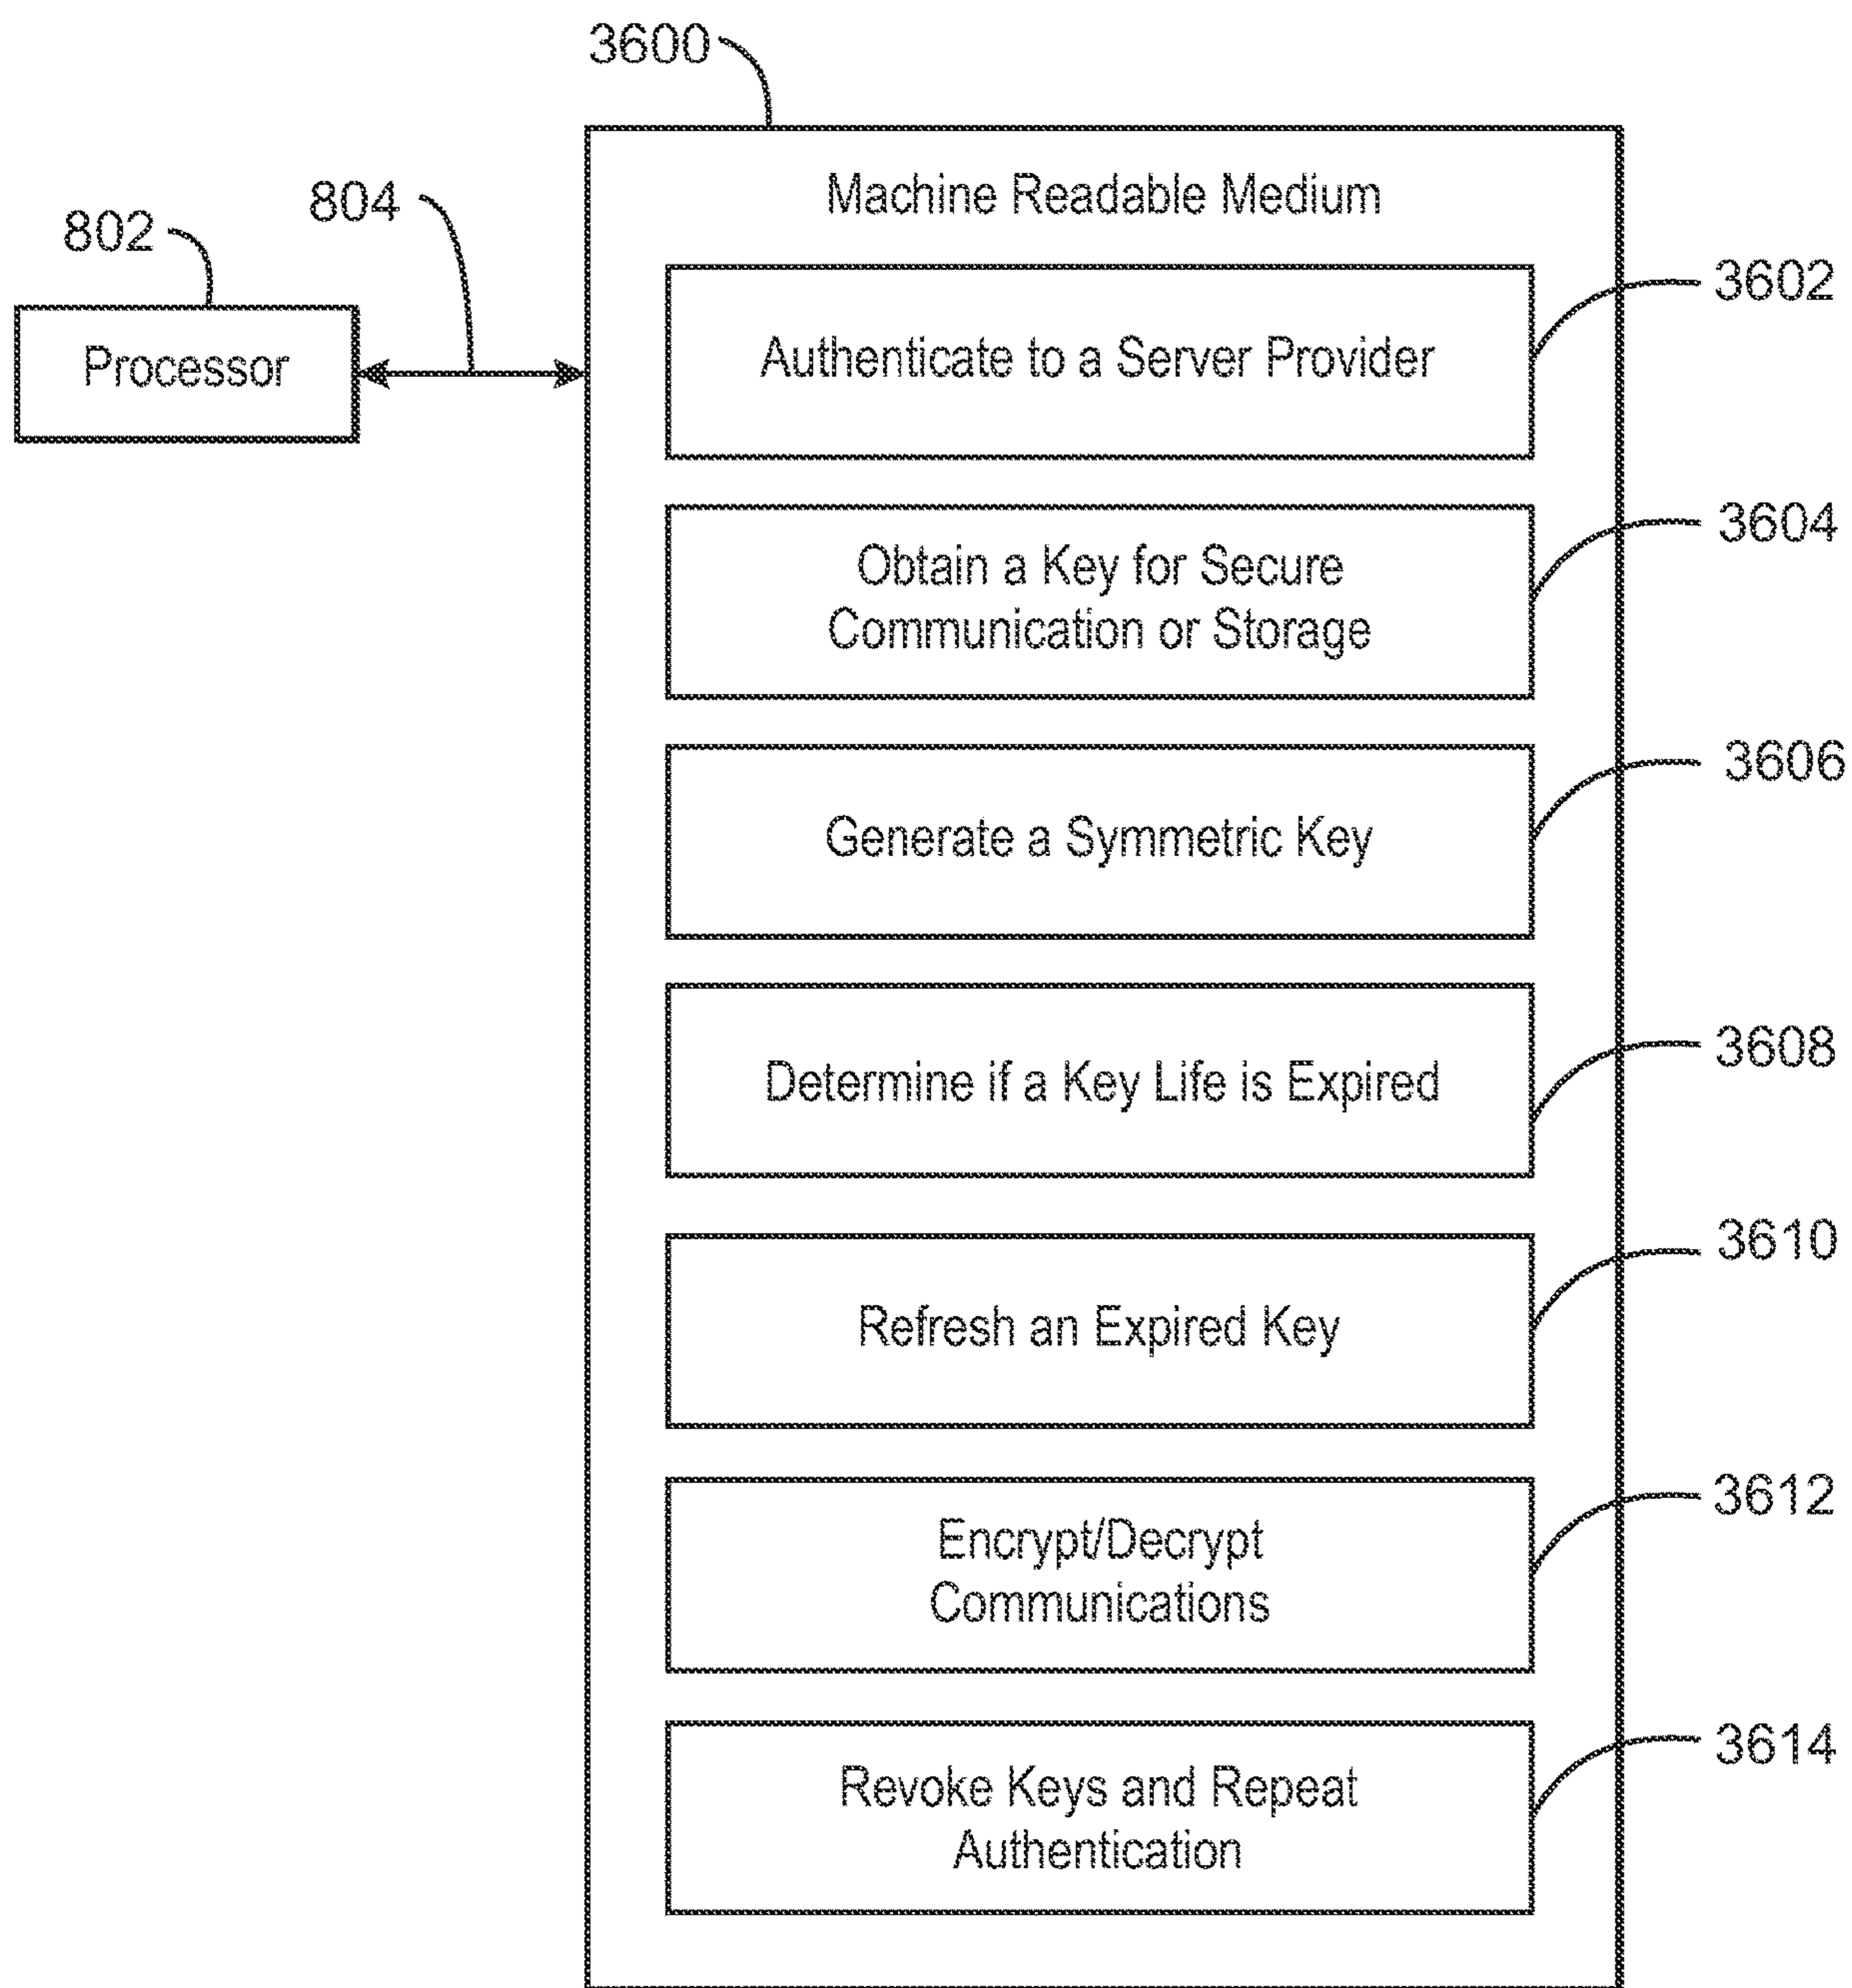 3600
Machine Readable Medium
804
802
Processor
3602
Authenticate to a Server Provider
3604
Obtain a Key for Secure
Communication or Storage
3606
Generate a Symmetric Key
3608
Determine if a Key Life is Expired
3610
Refresh an Expired Key
3612
Encrypt/Decrypt
Communications
3614
Revoke Keys and Repeat
Authentication